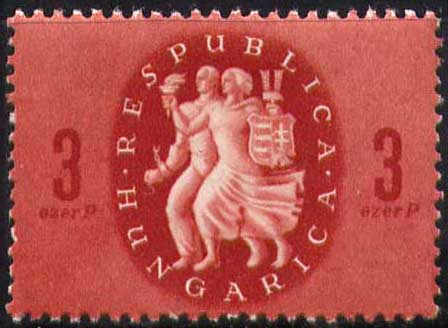 RESPUBLICA·HUNGARICA·
3
ezer P.
3
ezer P.